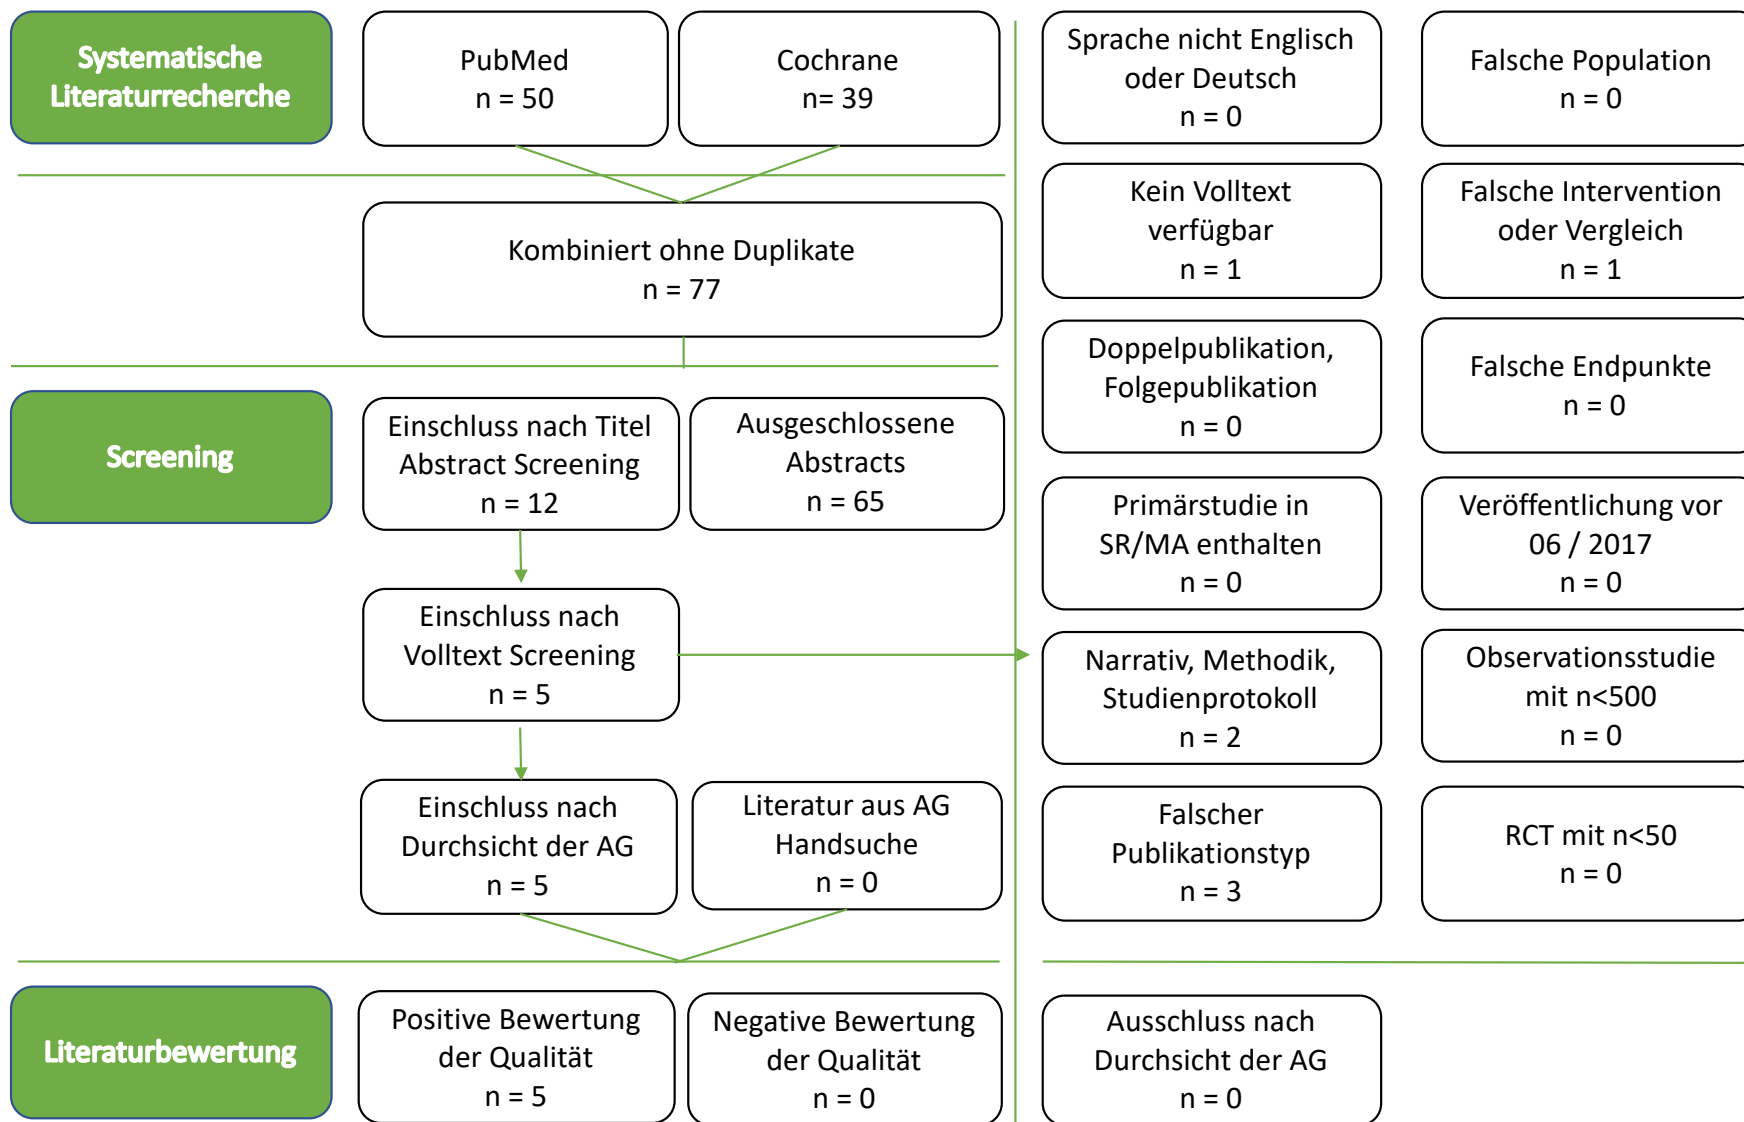 Systematische
Literaturrecherche
PubMed
n = 50
Cochrane
n= 39
Kombiniert ohne Duplikate
n = 77
Screening
Einschluss nach Titel
Abstract Screening
n = 12
Ausgeschlossene
Abstracts
n = 65
Einschluss nach
Volltext Screening
n = 5
Einschluss nach
Durchsicht der AG
n = 5
Literatur aus AG
Handsuche
n = 0
Literaturbewertung
Positive Bewertung
der Qualität
n = 5
Negative Bewertung
der Qualität
n = 0
Sprache nicht Englisch
oder Deutsch
n = 0
Falsche Population
n = 0
Kein Volltext
verfügbar
n = 1
Falsche Intervention
oder Vergleich
n = 1
Doppelpublikation,
Folgepublikation
n = 0
Falsche Endpunkte
n = 0
Primärstudie in
SR/MA enthalten
n = 0
Veröffentlichung vor
06 / 2017
n = 0
Narrativ, Methodik,
Studienprotokoll
n = 2
Observationsstudie
mit n<500
n = 0
Falscher
Publikationstyp
n = 3
RCT mit n<50
n = 0
Ausschluss nach
Durchsicht der AG
n = 0